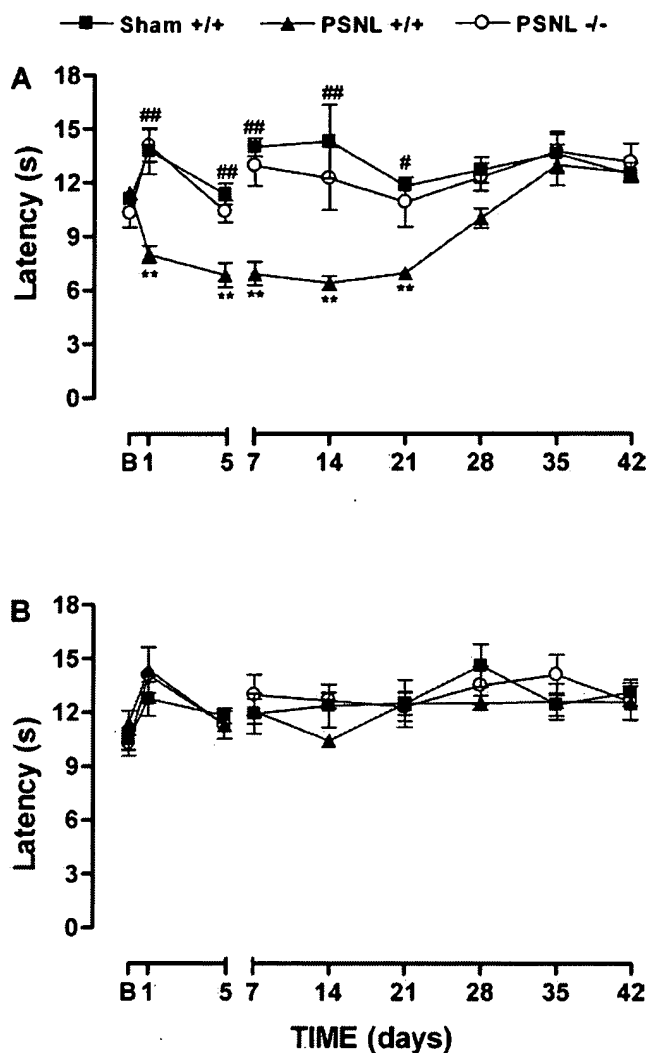 Sham +/+ PSNL +/+ PSNL -/-
A
Latency (s)
18
15
12
9
6
3
0
## ## ## ## #
** ** ** ** **
B 1 5 7 14 21 28 35 42
B
Latency (s)
18
15
12
9
6
3
0
B 1 5 7 14 21 28 35 42
TIME (days)